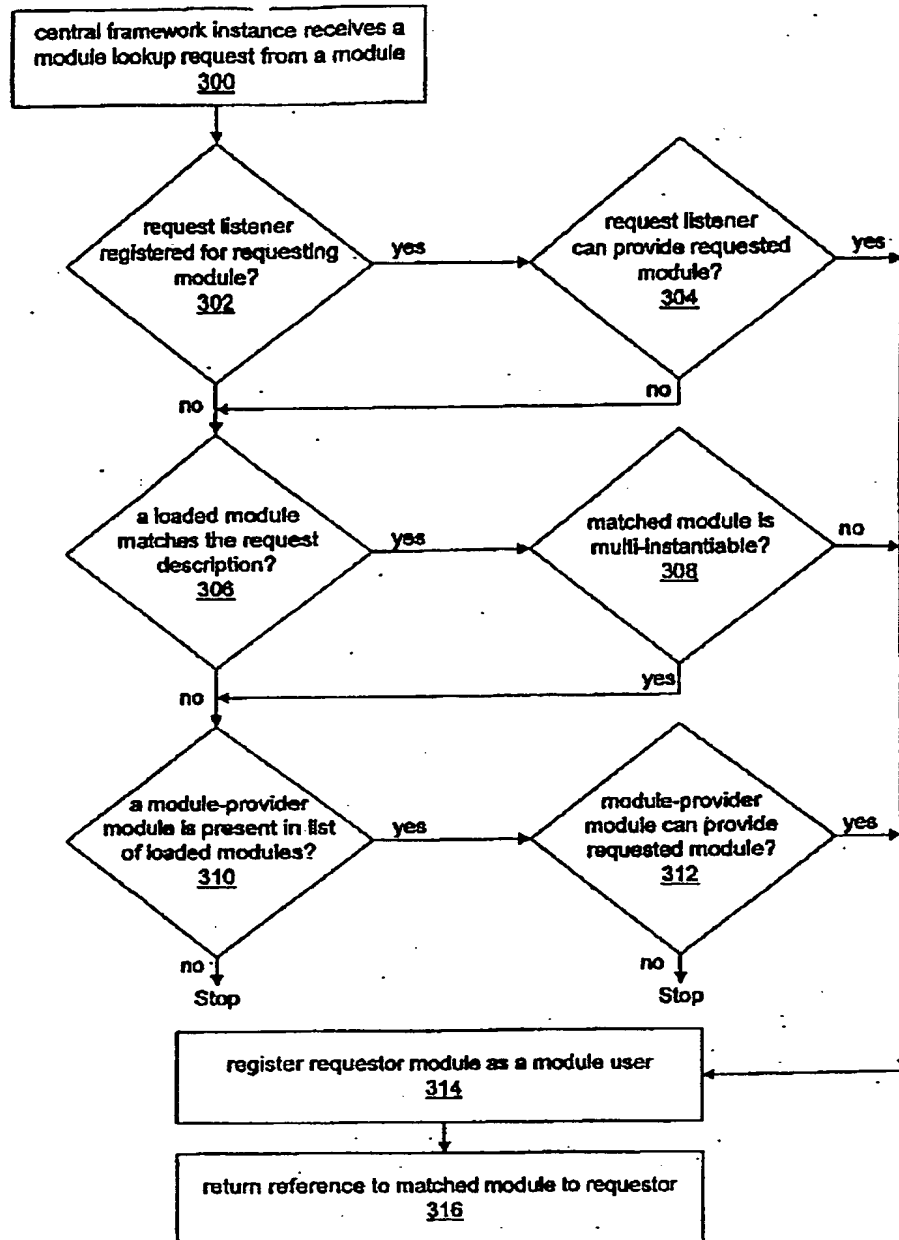 central framework instance receives a
module lookup request from a module
300
request listener
registered for requesting
module?
302
yes
request listener
can provide requested
module?
304
yes
no
no
a loaded module
matches the request
description?
306
yes
matched module is
multi-instantiable?
308
no
no
yes
a module-provider
module is present in list
of loaded modules?
310
yes
module-provider
module can provide
requested module?
312
yes
no
Stop
no
Stop
register requestor module as a module user
314
return reference to matched module to requestor
316